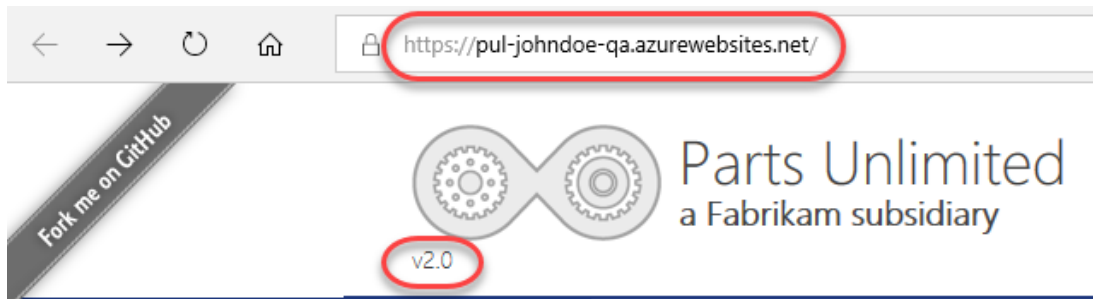 https://pul-johndoe-qa.azurewebsites.net/
Fork me on GitHub
Parts Unlimited
a Fabrikam subsidiary
v2.0